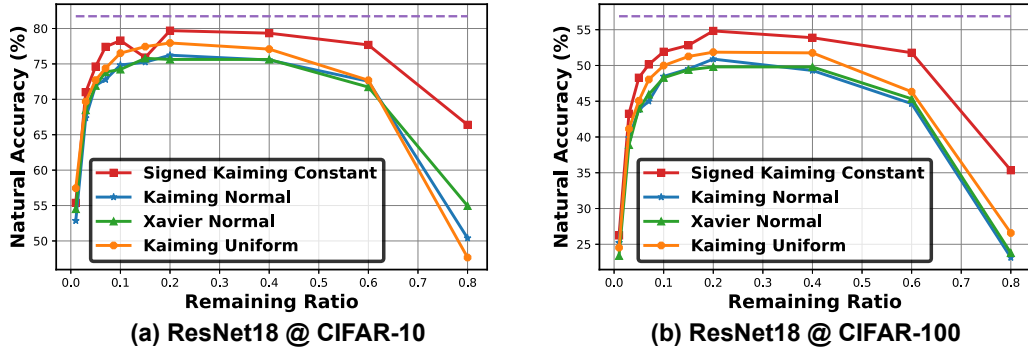 Natural Accuracy (%)
80
75
70
65
60
55
50
Signed Kaiming Constant
Kaiming Normal
Xavier Normal
Kaiming Uniform
0.0 0.1 0.2 0.3 0.4 0.5 0.6 0.7 0.8
Remaining Ratio
(a) ResNet18 @ CIFAR-10
Natural Accuracy (%)
55
50
45
40
35
30
25
Signed Kaiming Constant
Kaiming Normal
Xavier Normal
Kaiming Uniform
0.0 0.1 0.2 0.3 0.4 0.5 0.6 0.7 0.8
Remaining Ratio
(b) ResNet18 @ CIFAR-100